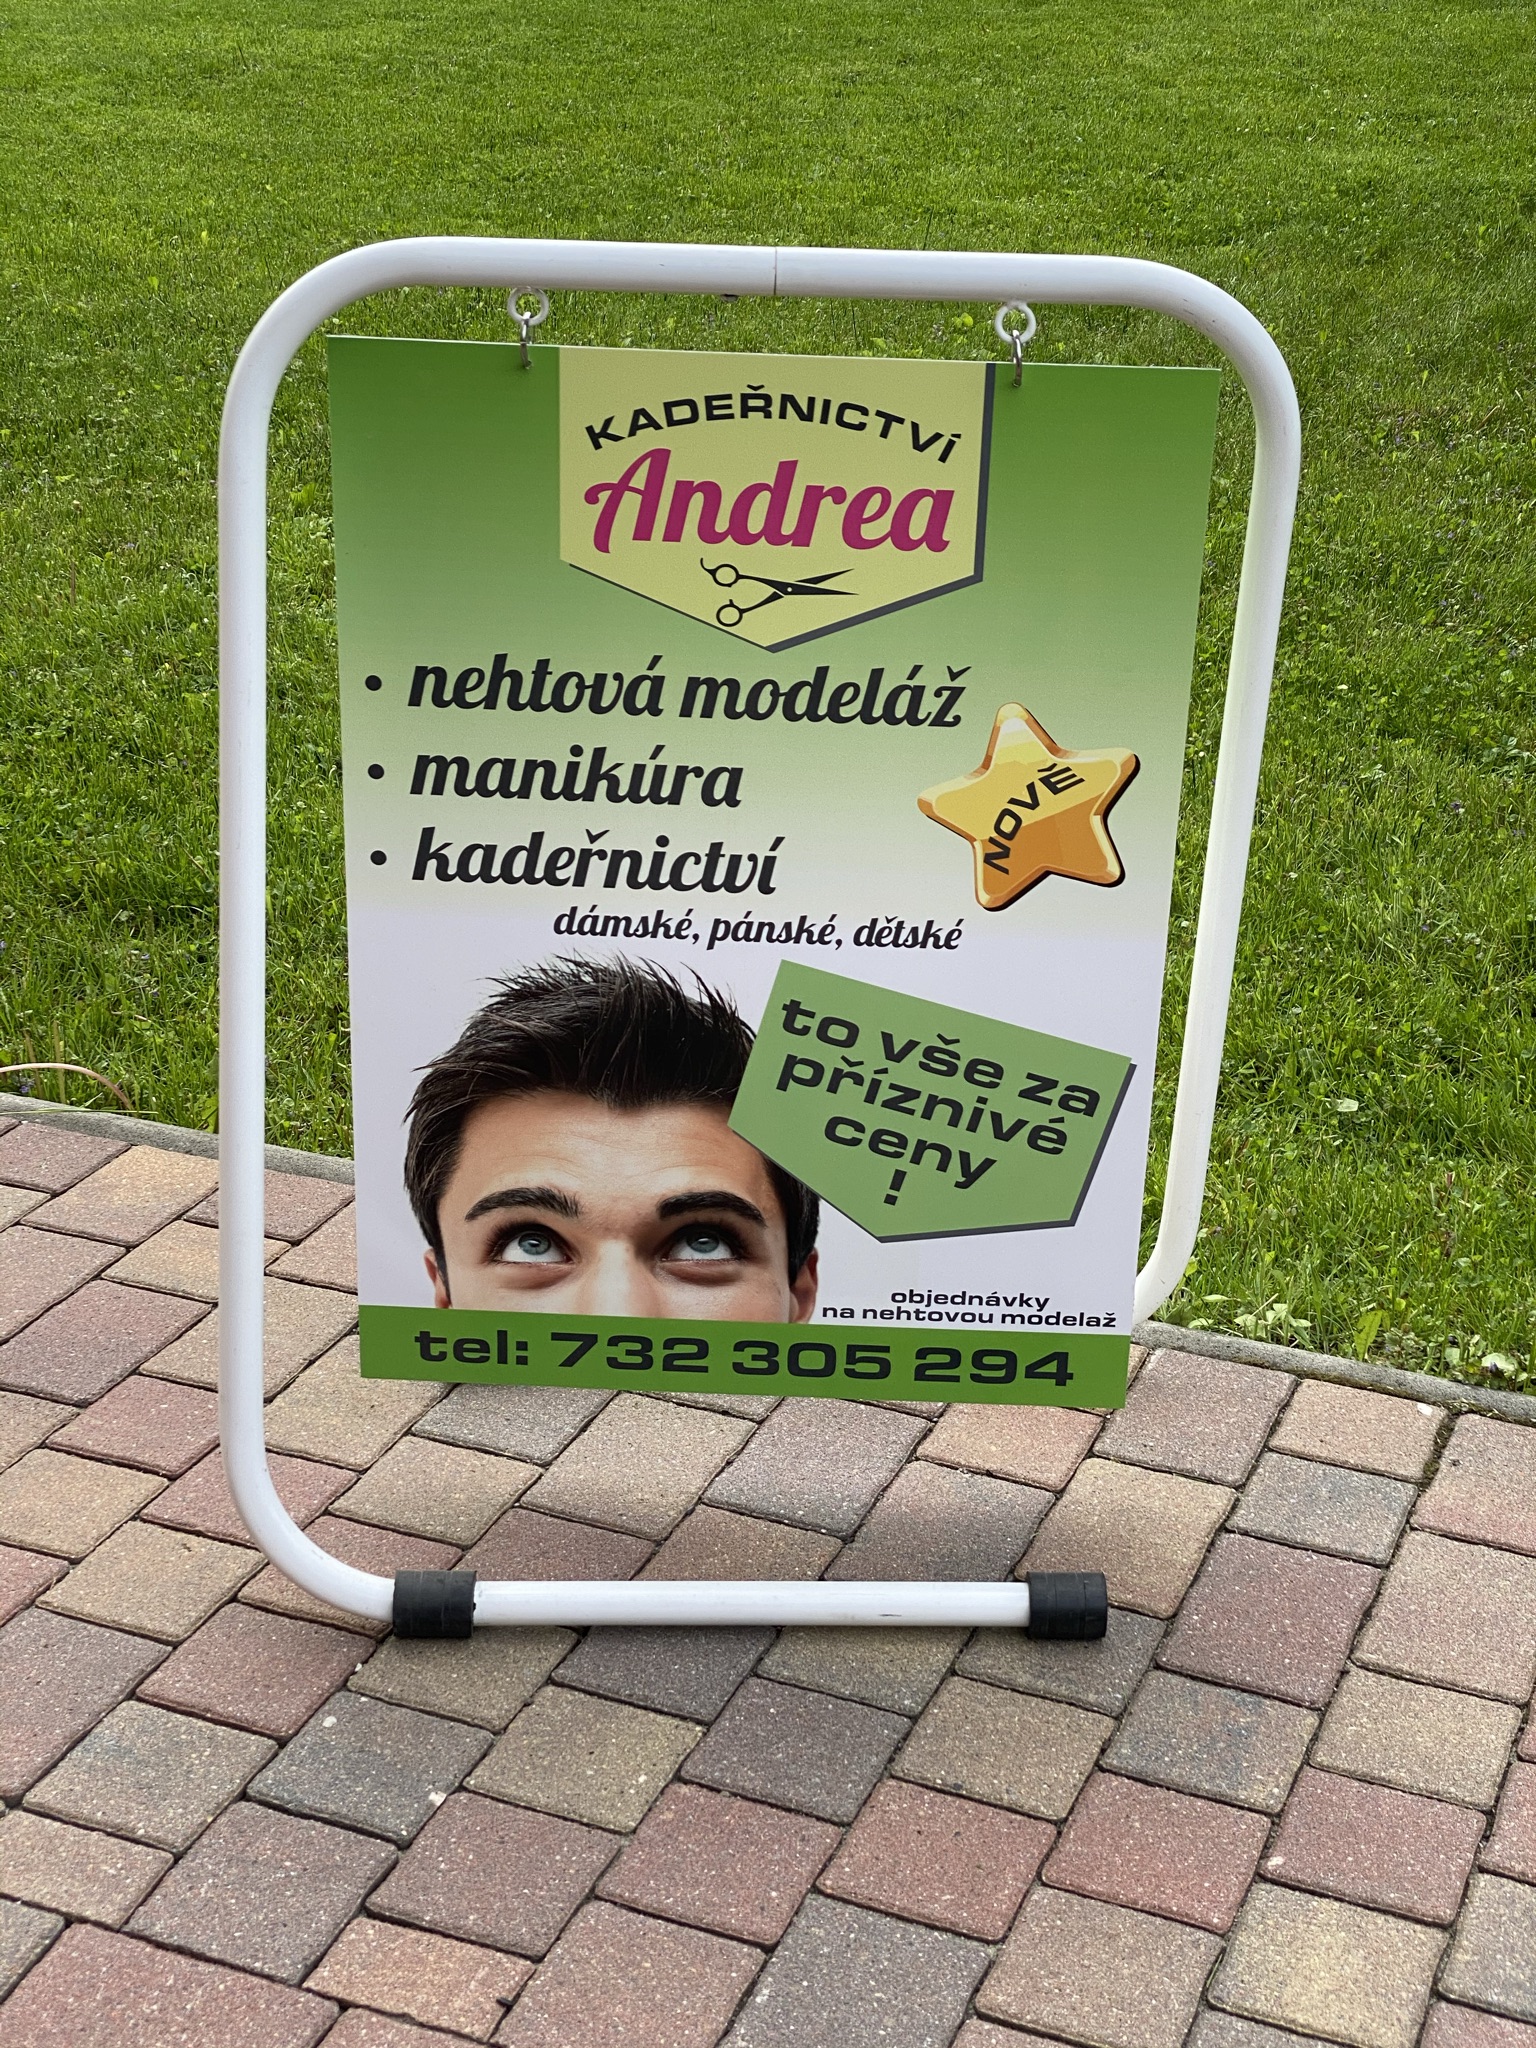 KADEŘNICTVÍ
Andrea
• nehtová modeláž
• manikúra
• kadeřnictví
dámské, pánské, dětské
NOVĚ
to vše za
příznivé
ceny
!
objednávky
na nehtovou modelaž
tel: 732 305 294